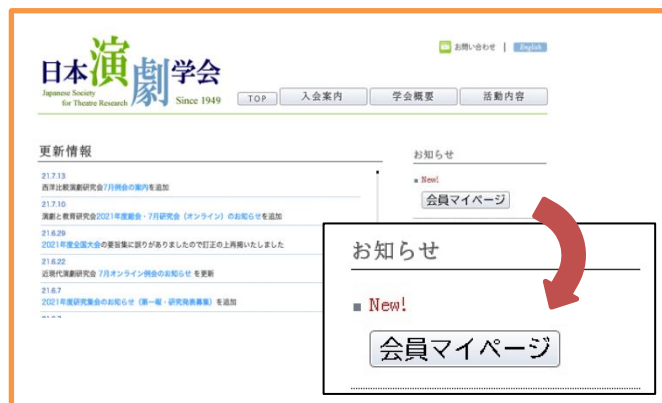 お問い合わせ | English
日本演劇学会
Japanese Society
for Theatre Research
Since 1949
TOP 入会案内 学会概要 活動内容
更新情報
21.7.13
西洋比較演劇研究会7月例会の案内を追加
21.7.10
演劇と教育研究会2021年度総会・7月研究会（オンライン）のお知らせを追加
21.6.29
2021年度全国大会の要旨集に誤りがありましたので訂正の上再掲いたしました
21.6.22
近現代演劇研究会 7月オンライン例会のお知らせ を更新
21.6.7
2021年度研究集会のお知らせ（第一報・研究発表募集）を追加
お知らせ
New!
会員マイページ
お知らせ
New!
会員マイページ